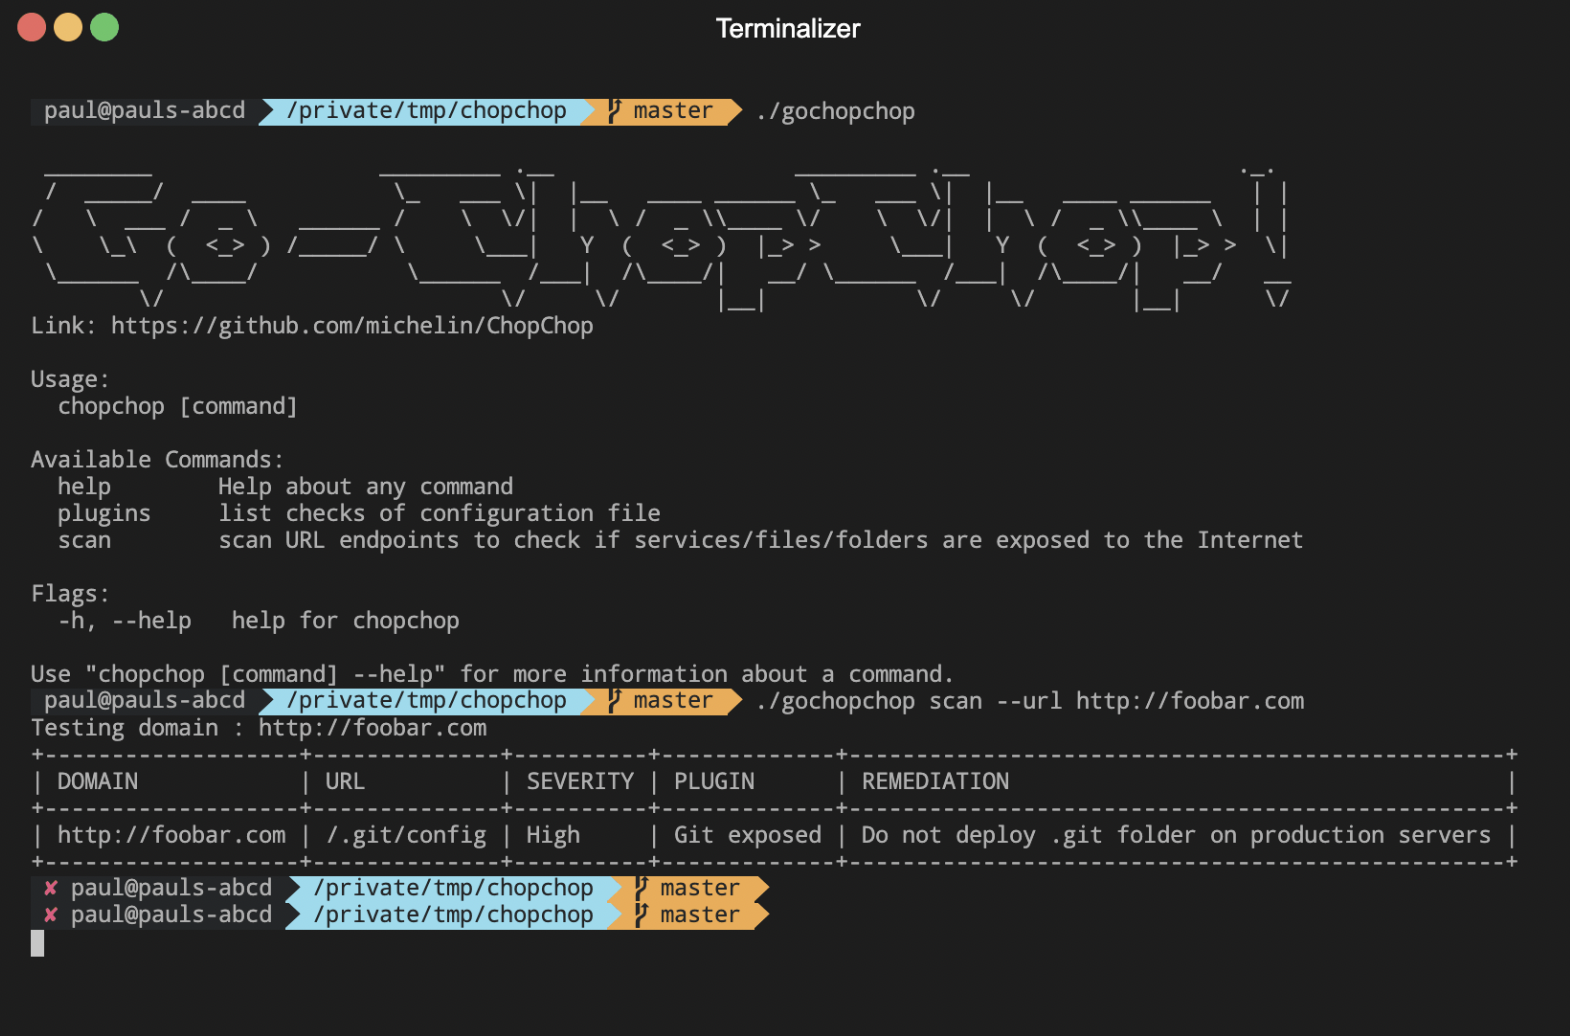 Terminalizer
paul@pauls-abcd /private/tmp/chopchop master ./gochopchop
Go-ChopChop!
Link: https://github.com/michelin/ChopChop
Usage:
chopchop [command]
Available Commands:
help Help about any command
plugins list checks of configuration file
scan scan URL endpoints to check if services/files/folders are exposed to the Internet
Flags:
-h, --help help for chopchop
Use "chopchop [command] --help" for more information about a command.
paul@pauls-abcd /private/tmp/chopchop master ./gochopchop scan --url http://foobar.com
Testing domain : http://foobar.com
+-------------------+--------------+----------+-------------+-------------------------------------------------+
| DOMAIN | URL | SEVERITY | PLUGIN | REMEDIATION |
+-------------------+--------------+----------+-------------+-------------------------------------------------+
| http://foobar.com | /.git/config | High | Git exposed | Do not deploy .git folder on production servers |
+-------------------+--------------+----------+-------------+-------------------------------------------------+
✘ paul@pauls-abcd /private/tmp/chopchop master
✘ paul@pauls-abcd /private/tmp/chopchop master